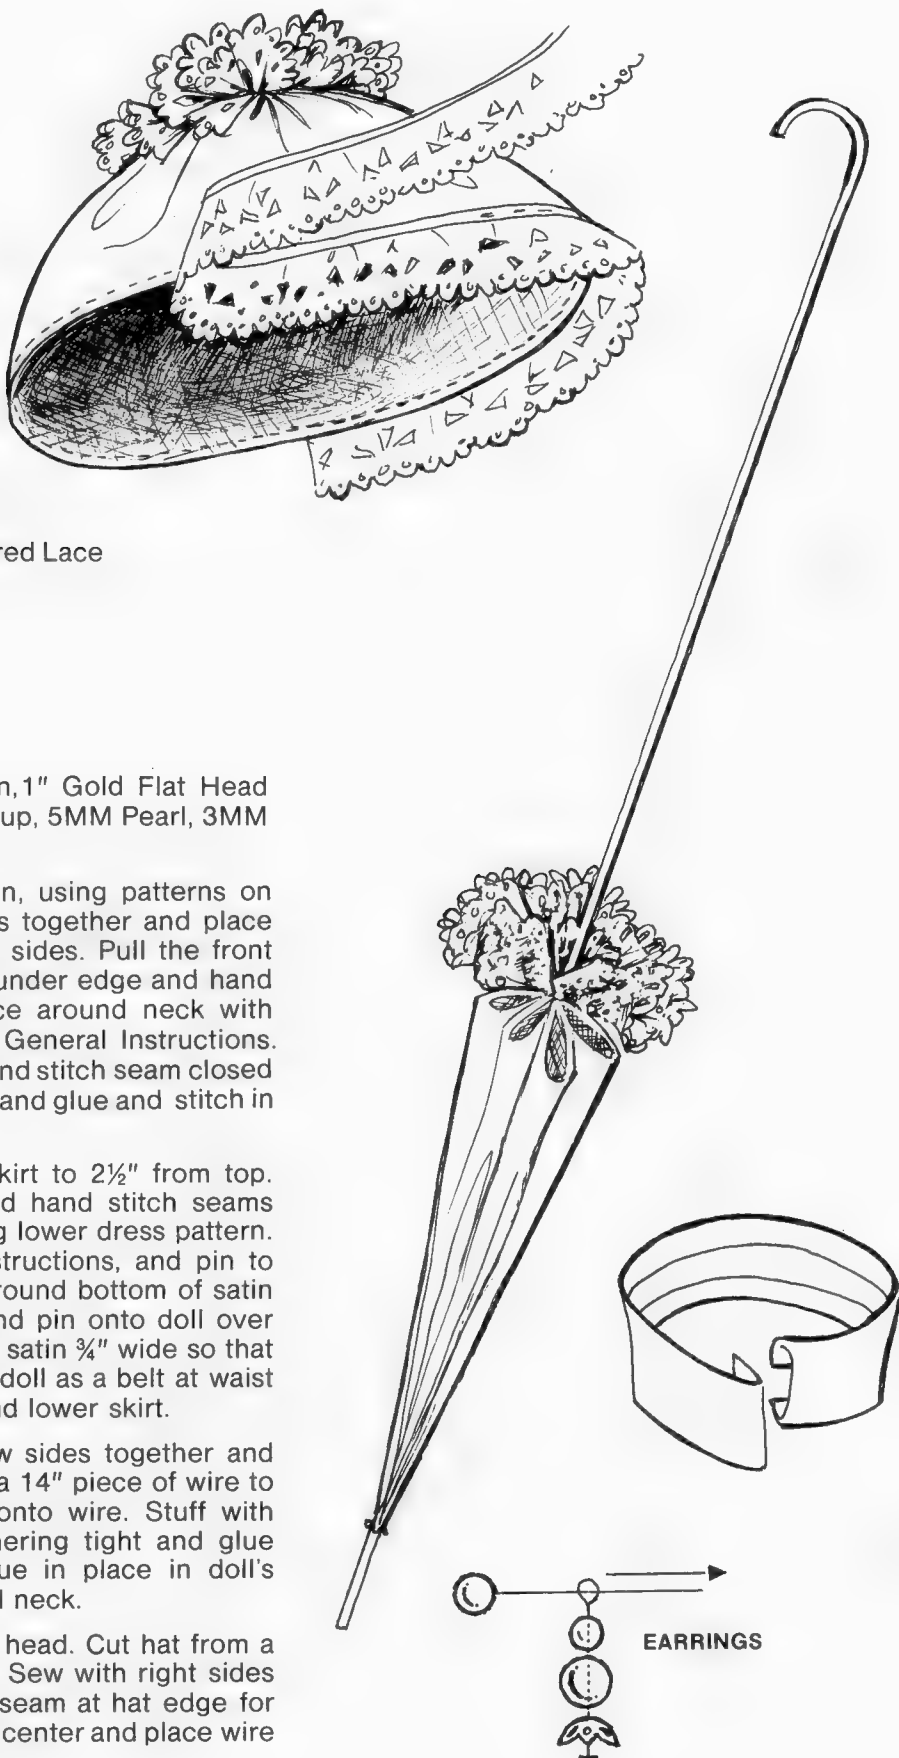 red Lace
n, 1" Gold Flat Head
up, 5MM Pearl, 3MM
n, using patterns on
s together and place
sides. Pull the front
under edge and hand
ce around neck with
General Instructions.
nd stitch seam closed
and glue and stitch in
kirt to 2½" from top.
d hand stitch seams
g lower dress pattern.
structions, and pin to
round bottom of satin
nd pin onto doll over
satin ¾" wide so that
doll as a belt at waist
nd lower skirt.
w sides together and
a 14" piece of wire to
onto wire. Stuff with
hering tight and glue
ue in place in doll's
l neck.
head. Cut hat from a
Sew with right sides
seam at hat edge for
center and place wire
EARRINGS